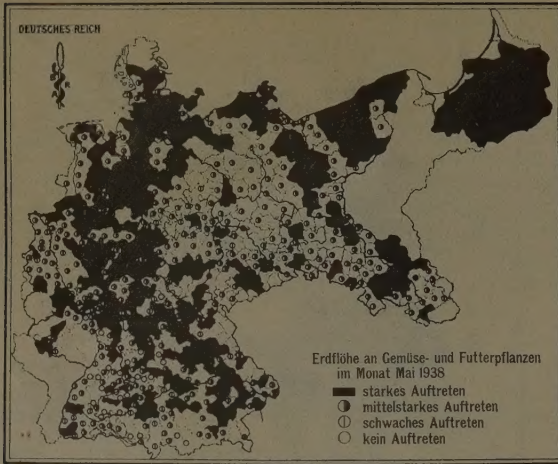 DEUTSCHES REICH
Erdflöhe an Gemüse- und Futterpflanzen
im Monat Mai 1938
starkes Auftreten
mittelstarkes Auftreten
schwaches Auftreten
kein Auftreten